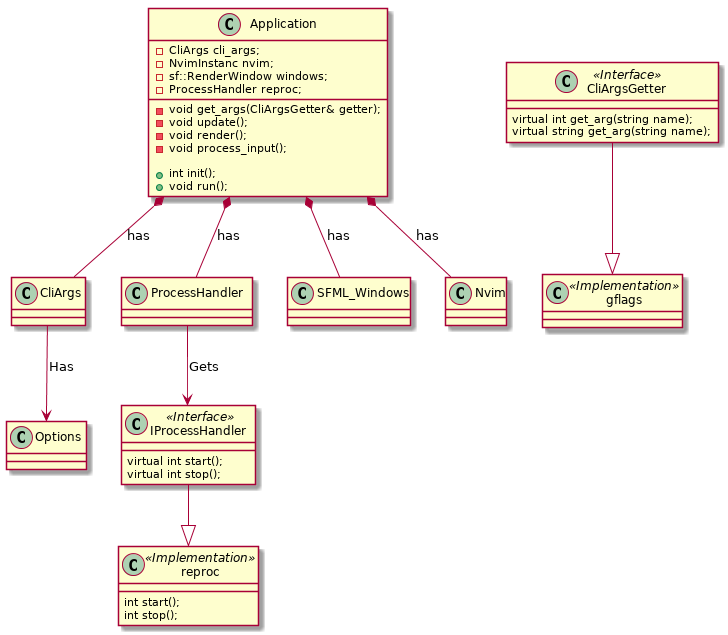 C Application
CliArgs cli_args;
NvimInstanc nvim;
sf::RenderWindow windows;
ProcessHandler reproc;
void get_args(CliArgsGetter& getter);
void update();
void render();
void process_input();
int init();
void run();
«Interface»
C CliArgsGetter
virtual int get_arg(string name);
virtual string get_arg(string name);
has
has
has
has
C CliArgs
C ProcessHandler
C SFML_Windows
C Nvim
«Implementation»
C gflags
Has
Gets
C Options
«Interface»
C IProcessHandler
virtual int start();
virtual int stop();
«Implementation»
C reproc
int start();
int stop();